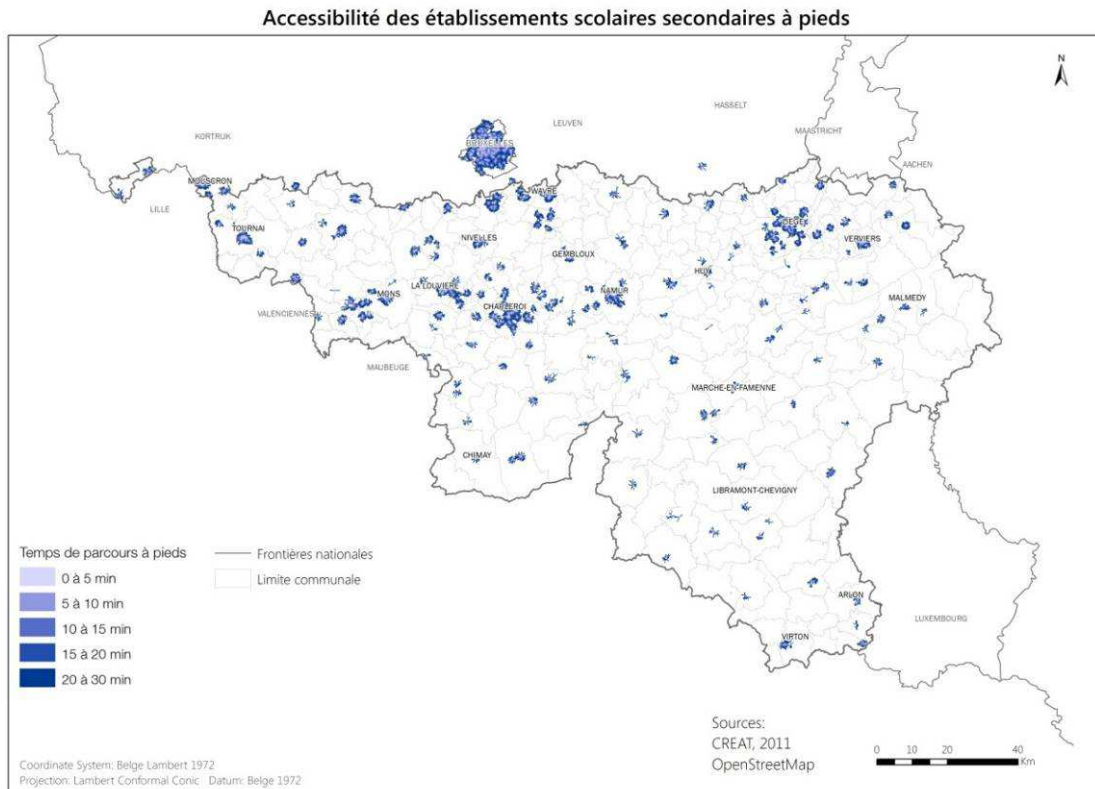 Accessibilité des établissements scolaires secondaires à pieds
N
HASSELT
LEUVEN
KORTRIJK
MAASTRICHT
BRUXELLES
AACHEN
MOUSCRON
WAVRE
LILLE
LIEGE
TOURNAI
NIVELLES
VERVIERS
GEMBLOUX
HUY
LA LOUVIERE
NAMUR
MONS
MALMEDY
CHARLEROI
VALENCIENNES
MAUBEUGE
MARCHE-EN-FAMENNE
CHIMAY
LIBRAMONT-CHEVIGNY
ARLON
LUXEMBOURG
VIRTON
Temps de parcours à pieds
0 à 5 min
5 à 10 min
10 à 15 min
15 à 20 min
20 à 30 min
Frontières nationales
Limite communale
Sources:
CREAT, 2011
OpenStreetMap
0 10 20 40
Km
Coordinate System: Belge Lambert 1972
Projection: Lambert Conformal Conic Datum: Belge 1972